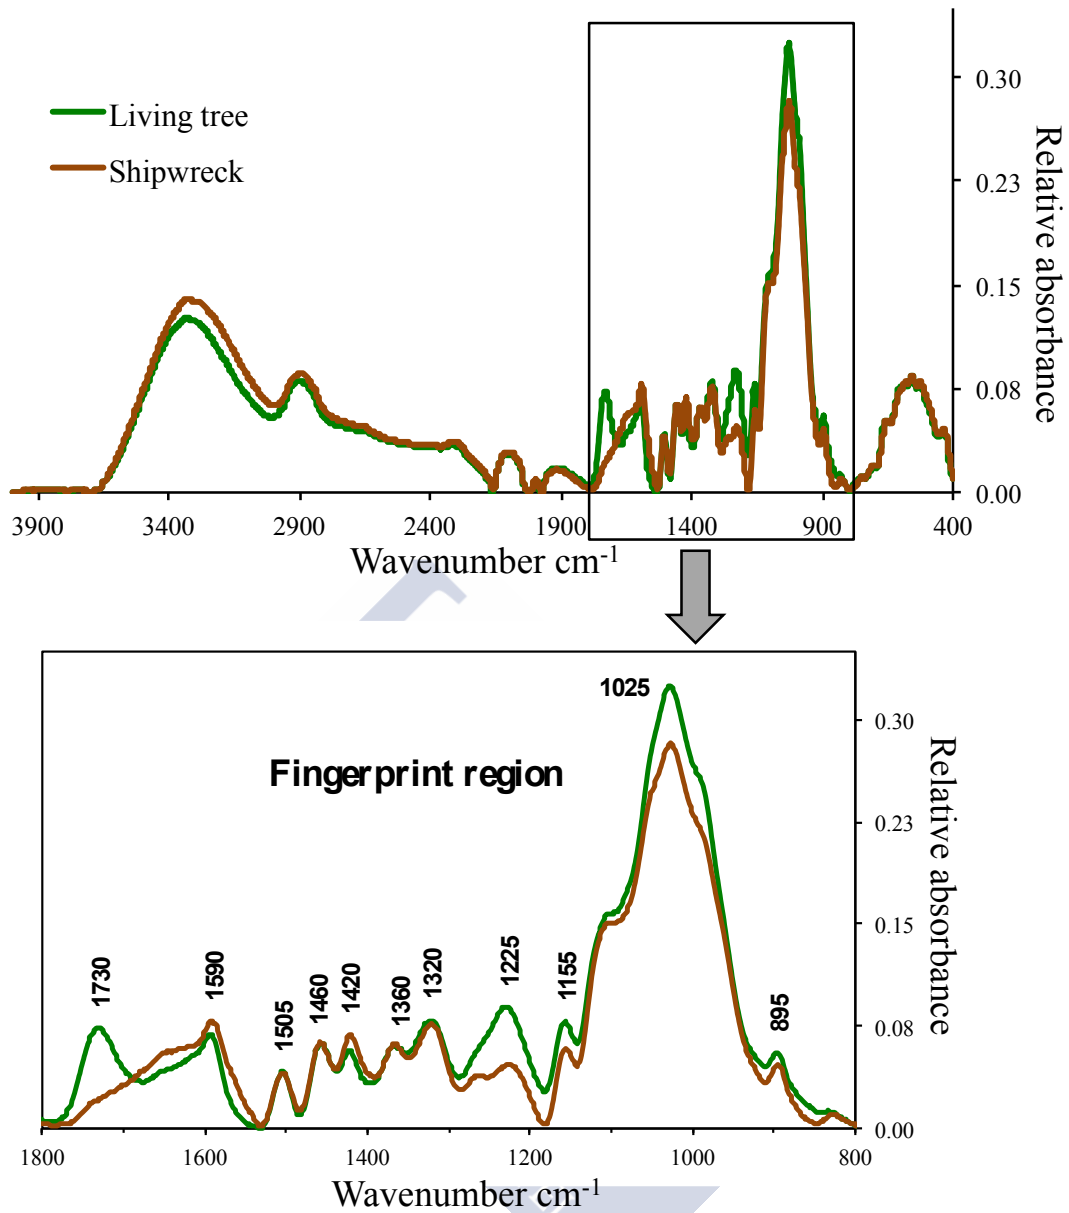 Living tree
Shipwreck
0.30
0.23
0.15
0.08
0.00
Relative absorbance
3900 3400 2900 2400 1900 1400 900 400
Wavenumber cm-1
Fingerprint region
1730
1590
1505
1460
1420
1360
1320
1225
1155
1025
895
0.30
0.23
0.15
0.08
0.00
Relative absorbance
1800 1600 1400 1200 1000 800
Wavenumber cm-1